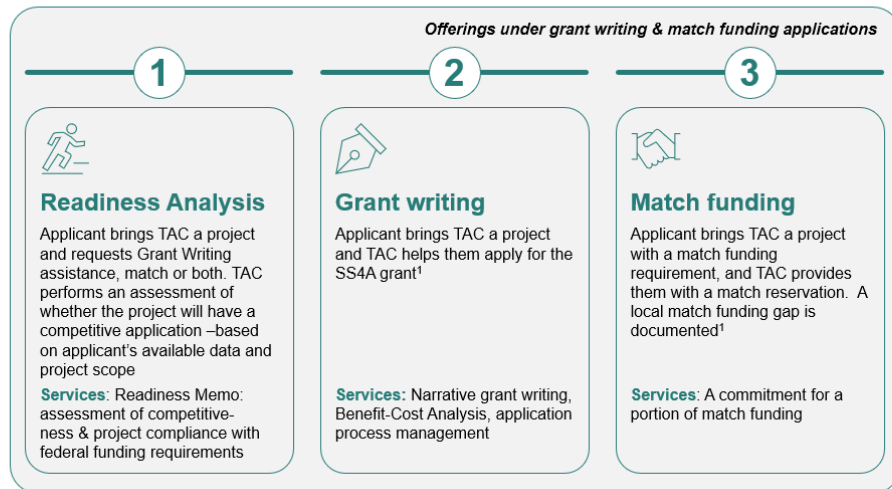 Offerings under grant writing & match funding applications
1
2
3
Readiness Analysis
Applicant brings TAC a project
and requests Grant Writing
assistance, match or both. TAC
performs an assessment of
whether the project will have a
competitive application –based
on applicant's available data and
project scope
Services: Readiness Memo:
assessment of competitive-
ness & project compliance with
federal funding requirements
Grant writing
Applicant brings TAC a project
and TAC helps them apply for the
SS4A grant¹
Services: Narrative grant writing,
Benefit-Cost Analysis, application
process management
Match funding
Applicant brings TAC a project
with a match funding
requirement, and TAC provides
them with a match reservation.  A
local match funding gap is
documented¹
Services: A commitment for a
portion of match funding